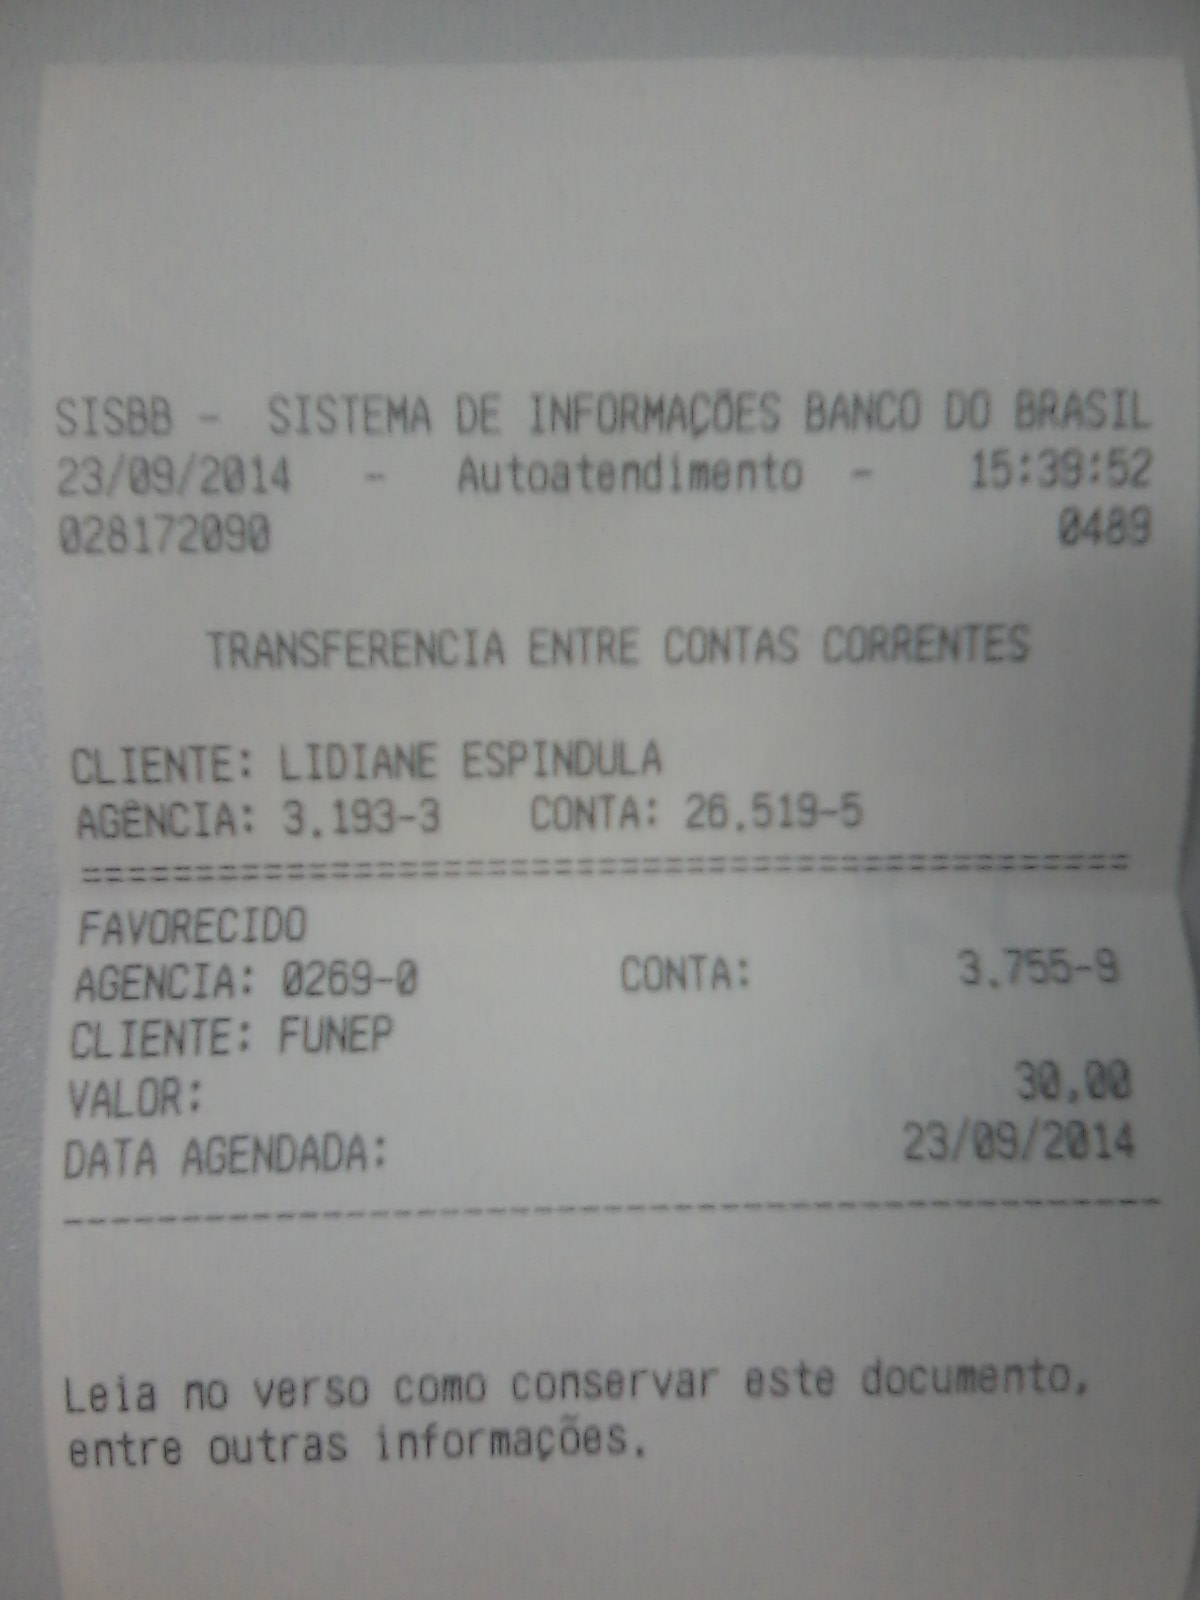 SISBB - SISTEMA DE INFORMAÇÕES BANCO DO BRASIL
23/09/2014 - Autoatendimento - 15:39:52
028172090 0489
TRANSFERENCIA ENTRE CONTAS CORRENTES
CLIENTE: LIDIANE ESPINDULA
AGÊNCIA: 3.193-3 CONTA: 26.519-5
================================================
FAVORECIDO
AGENCIA: 0269-0 CONTA: 3.755-9
CLIENTE: FUNEP
VALOR: 30,00
DATA AGENDADA: 23/09/2014
------------------------------------------------
Leia no verso como conservar este documento,
entre outras informações.